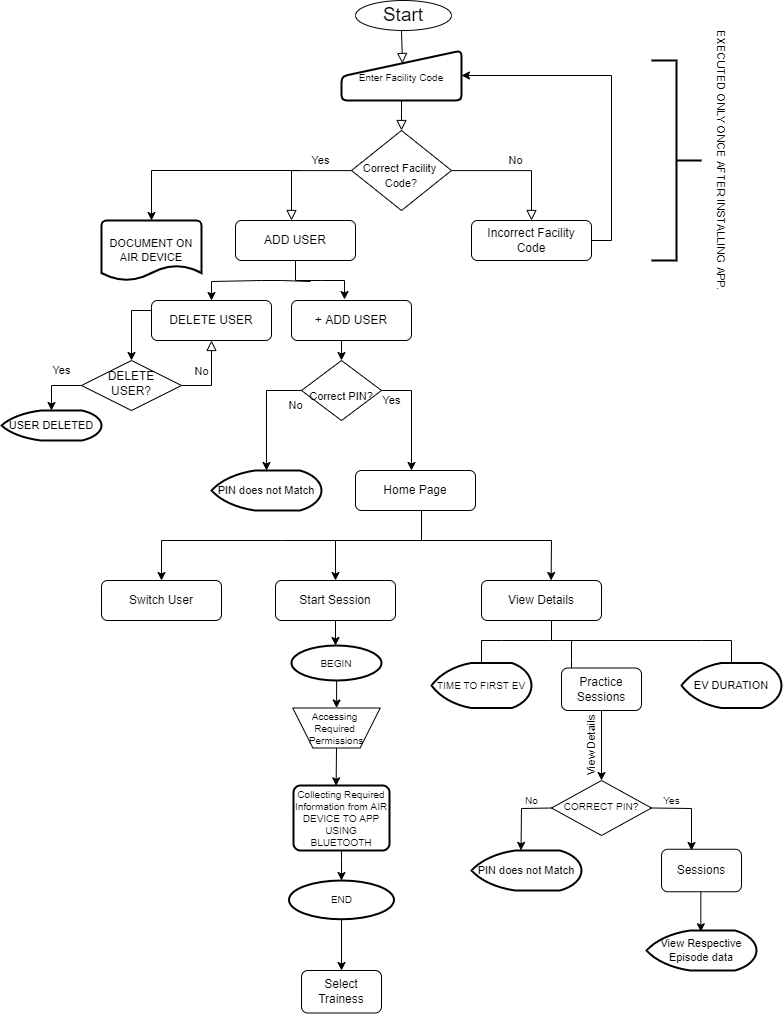 Start
EXECUTED ONLY ONCE AFTER INSTALLING APP.
Enter Facility Code
Yes
No
Correct Facility
Code?
DOCUMENT ON
AIR DEVICE
ADD USER
Incorrect Facility
Code
DELETE USER
+ ADD USER
Yes
DELETE
USER?
No
Correct PIN?
No
Yes
USER DELETED
PIN does not Match
Home Page
Switch User
Start Session
View Details
BEGIN
TIME TO FIRST EV
Practice
Sessions
EV DURATION
Accessing
Required
Permissions
View Details
Collecting Required
Information from AIR
DEVICE TO APP
USING
BLUETOOTH
No
CORRECT PIN?
Yes
PIN does not Match
Sessions
END
View Respective
Episode data
Select
Trainess